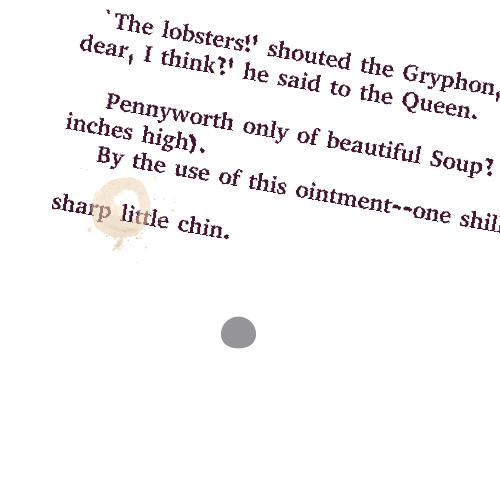 `The lobsters!' shouted the Gryphon,
dear, I think?' he said to the Queen.
Pennyworth only of beautiful Soup?
inches high).
By the use of this ointment--one
sharp little chin.